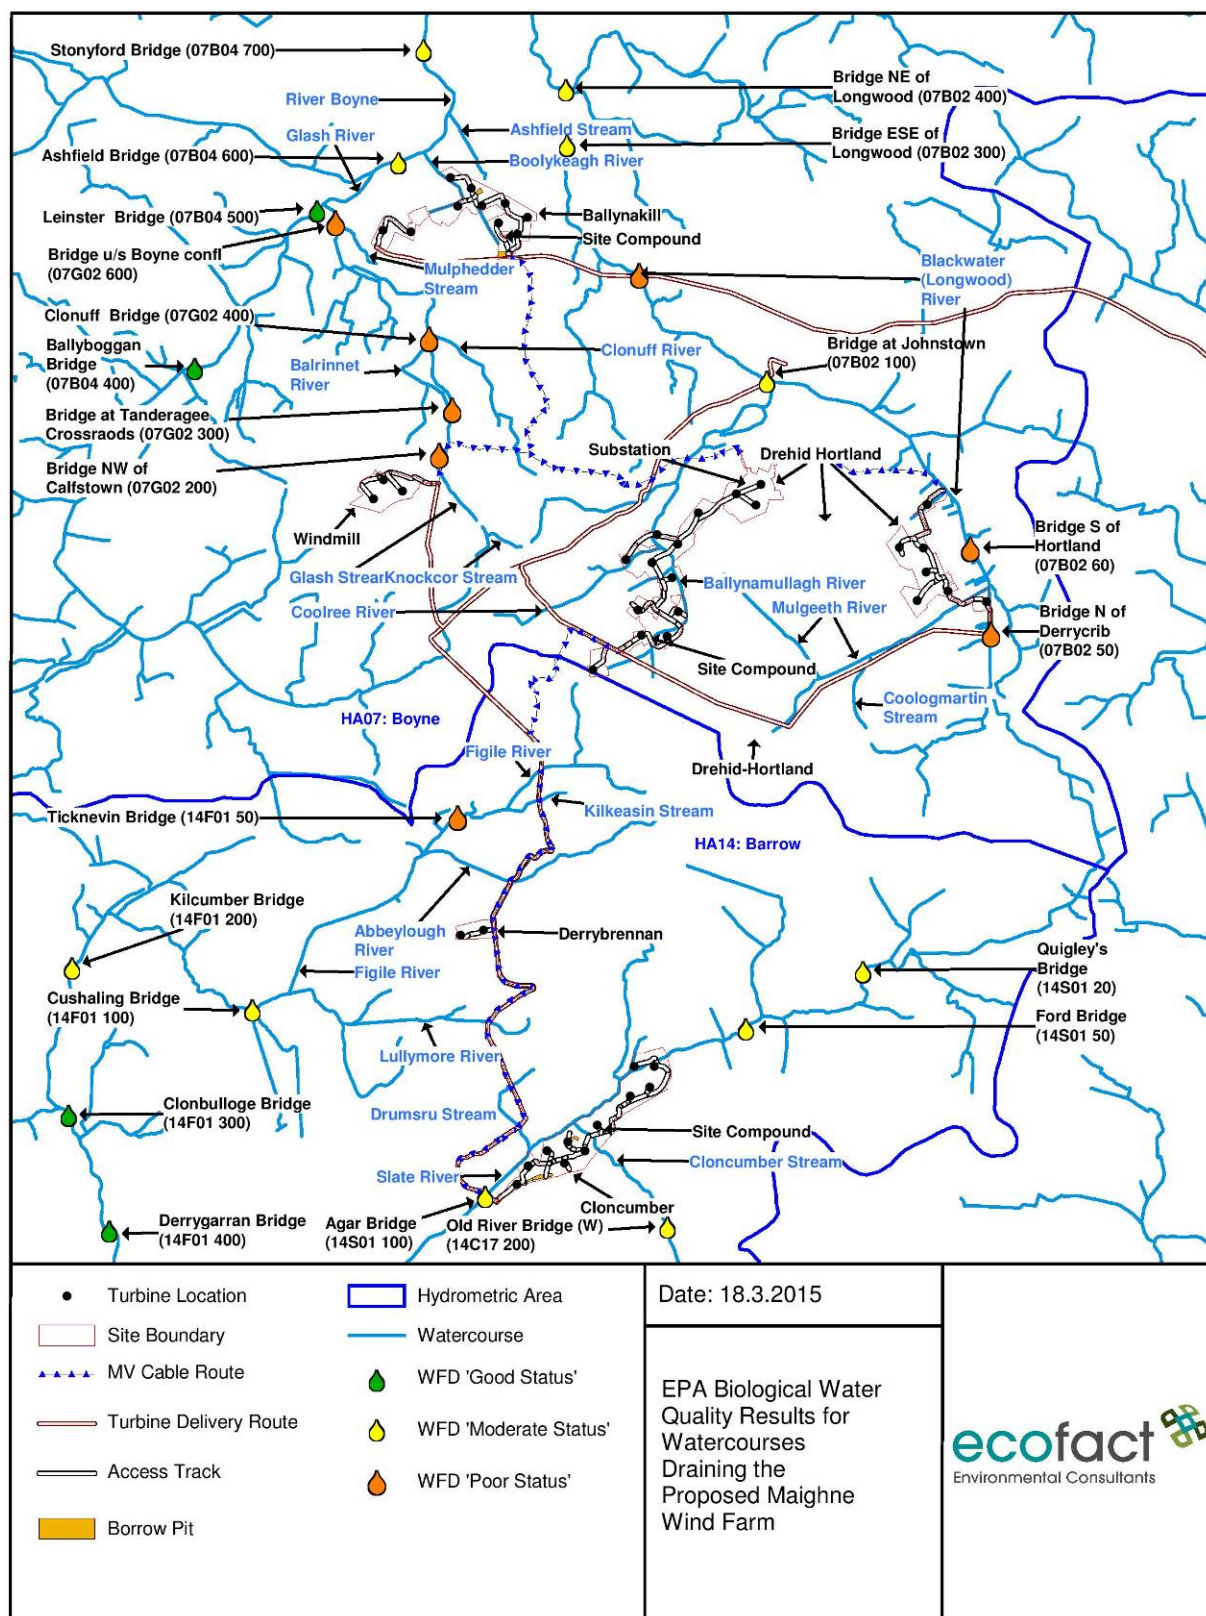 Stonyford Bridge (07B04 700)
River Boyne
Glash River
Ashfield Stream
Boolykeagh River
Bridge NE of
Longwood (07B02 400)
Bridge ESE of
Longwood (07B02 300)
Ashfield Bridge (07B04 600)
Leinster Bridge (07B04 500)
Bridge u/s Boyne confl
(07G02 600)
Ballynakill
Site Compound
Mulphedder
Stream
Blackwater
(Longwood)
River
Clonuff Bridge (07G02 400)
Ballyboggan
Bridge
(07B04 400)
Balrinnet
River
Clonuff River
Bridge at Johnstown
(07B02 100)
Bridge at Tanderagee
Crossraods (07G02 300)
Bridge NW of
Calfstown (07G02 200)
Substation
Drehid Hortland
Windmill
Bridge S of
Hortland
(07B02 60)
Glash Strear
Knockcor Stream
Coolree River
Ballynamullagh River
Mulgeeth River
Bridge N of
Derrycrib
(07B02 50)
Site Compound
Coologmartin
Stream
HA07: Boyne
Figile River
Drehid-Hortland
Ticknevin Bridge (14F01 50)
Kilkeasin Stream
HA14: Barrow
Kilcumber Bridge
(14F01 200)
Abbeylough
River
Figile River
Derrybrennan
Quigley's
Bridge
(14S01 20)
Cushaling Bridge
(14F01 100)
Ford Bridge
(14S01 50)
Lullymore River
Clonbulloge Bridge
(14F01 300)
Drumsru Stream
Site Compound
Cloncumber Stream
Slate River
Cloncumber
Derrygarran Bridge
(14F01 400)
Agar Bridge
(14S01 100)
Old River Bridge (W)
(14C17 200)
Turbine Location
Site Boundary
MV Cable Route
Turbine Delivery Route
Access Track
Borrow Pit
Hydrometric Area
Watercourse
WFD 'Good Status'
WFD 'Moderate Status'
WFD 'Poor Status'
Date: 18.3.2015
EPA Biological Water
Quality Results for
Watercourses
Draining the
Proposed Maighne
Wind Farm
ecofact
Environmental Consultants